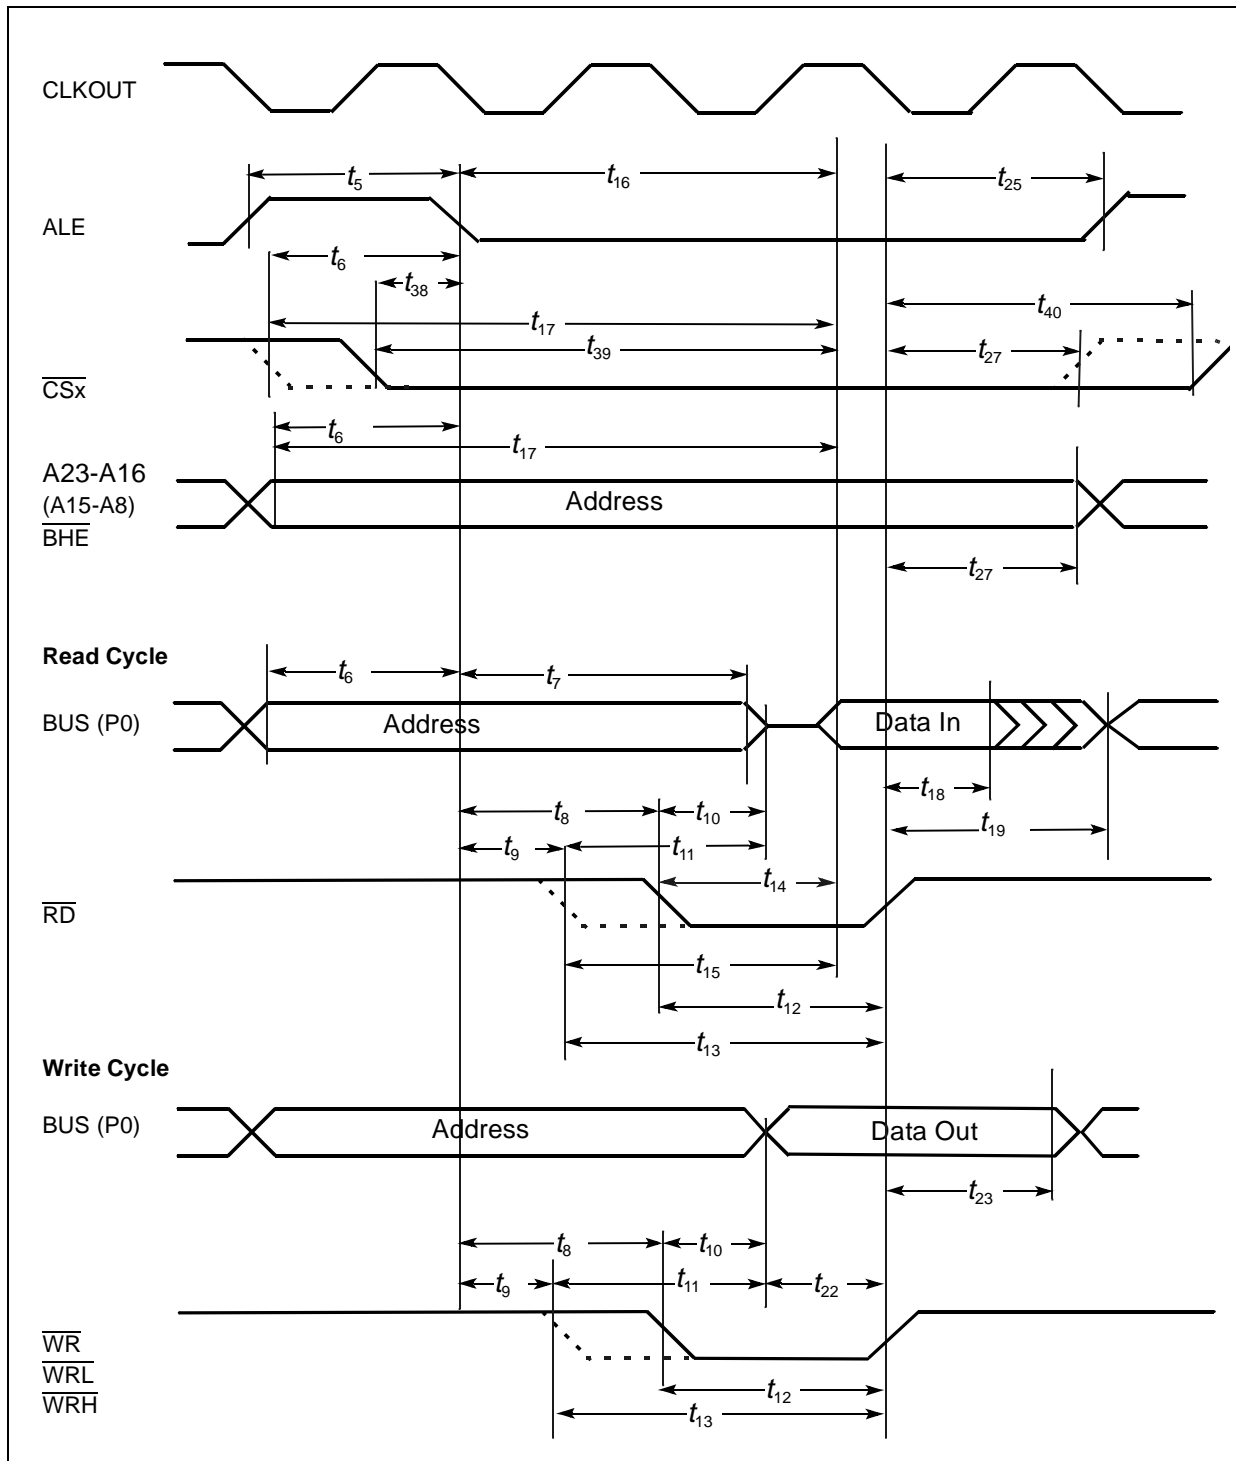 CLKOUT
t5 t16 t25
ALE
t6
t38
t17 t40
t39 t27
CSx
t6
t17
A23-A16
(A15-A8) Address
BHE
t27
Read Cycle
t6 t7
BUS (P0) Address Data In
t18
t8 t10 t19
t9 t11
t14
RD
t15
t12
t13
Write Cycle
BUS (P0) Address Data Out
t23
t8 t10
t9 t11 t22
WR
WRL
t12
WRH t13